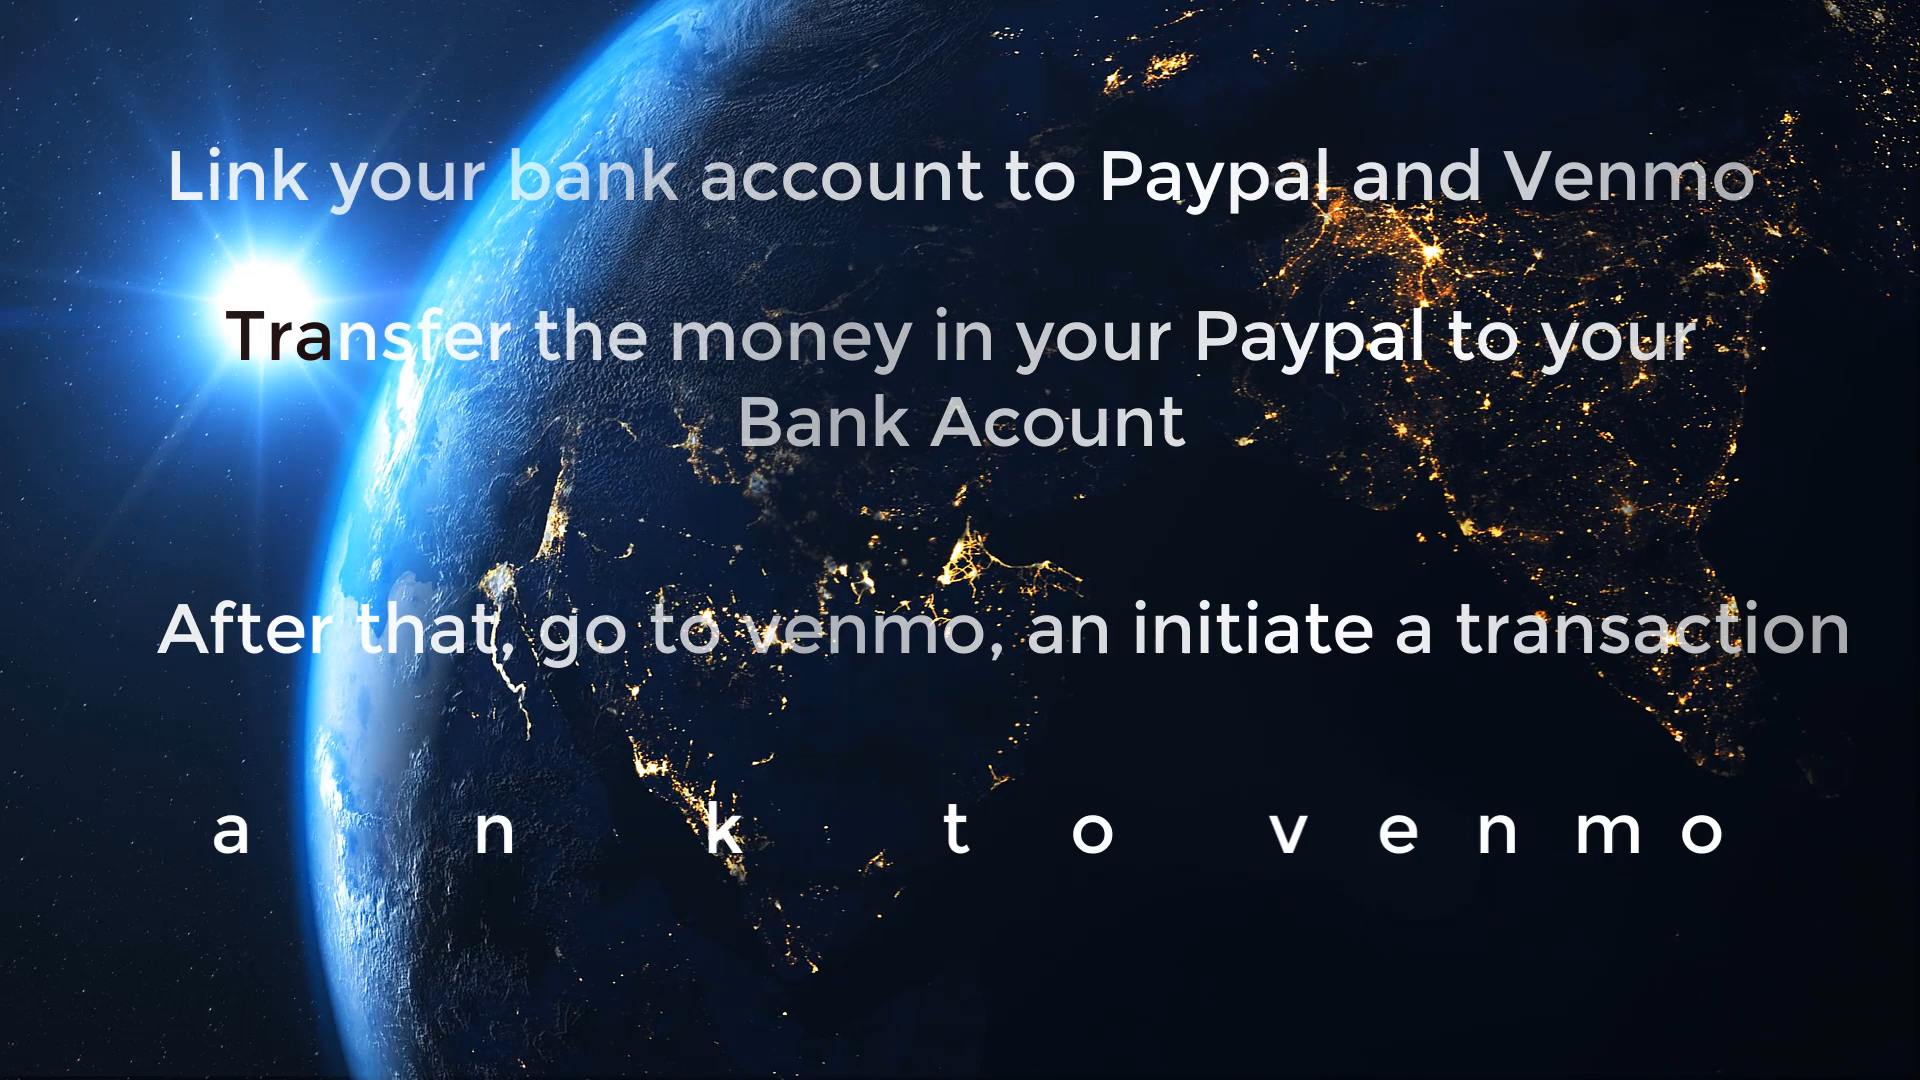 Link your bank account to Paypal and Venmo
Transfer the money in your Paypal to your
Bank Acount
After that, go to venmo, an initiate a transaction
a n k t o v e n m o